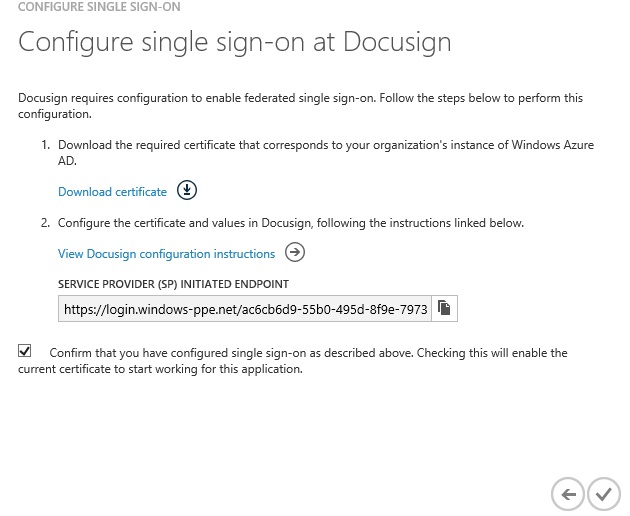 CONFIGURE SINGLE SIGN-ON
Configure single sign-on at Docusign
Docusign requires configuration to enable federated single sign-on. Follow the steps below to perform this
configuration.
1. Download the required certificate that corresponds to your organization's instance of Windows Azure
AD.
Download certificate
2. Configure the certificate and values in Docusign, following the instructions linked below.
View Docusign configuration instructions
SERVICE PROVIDER (SP) INITIATED ENDPOINT
https://login.windows-ppe.net/ac6cb6d9-55b0-495d-8f9e-7973
Confirm that you have configured single sign-on as described above. Checking this will enable the
current certificate to start working for this application.